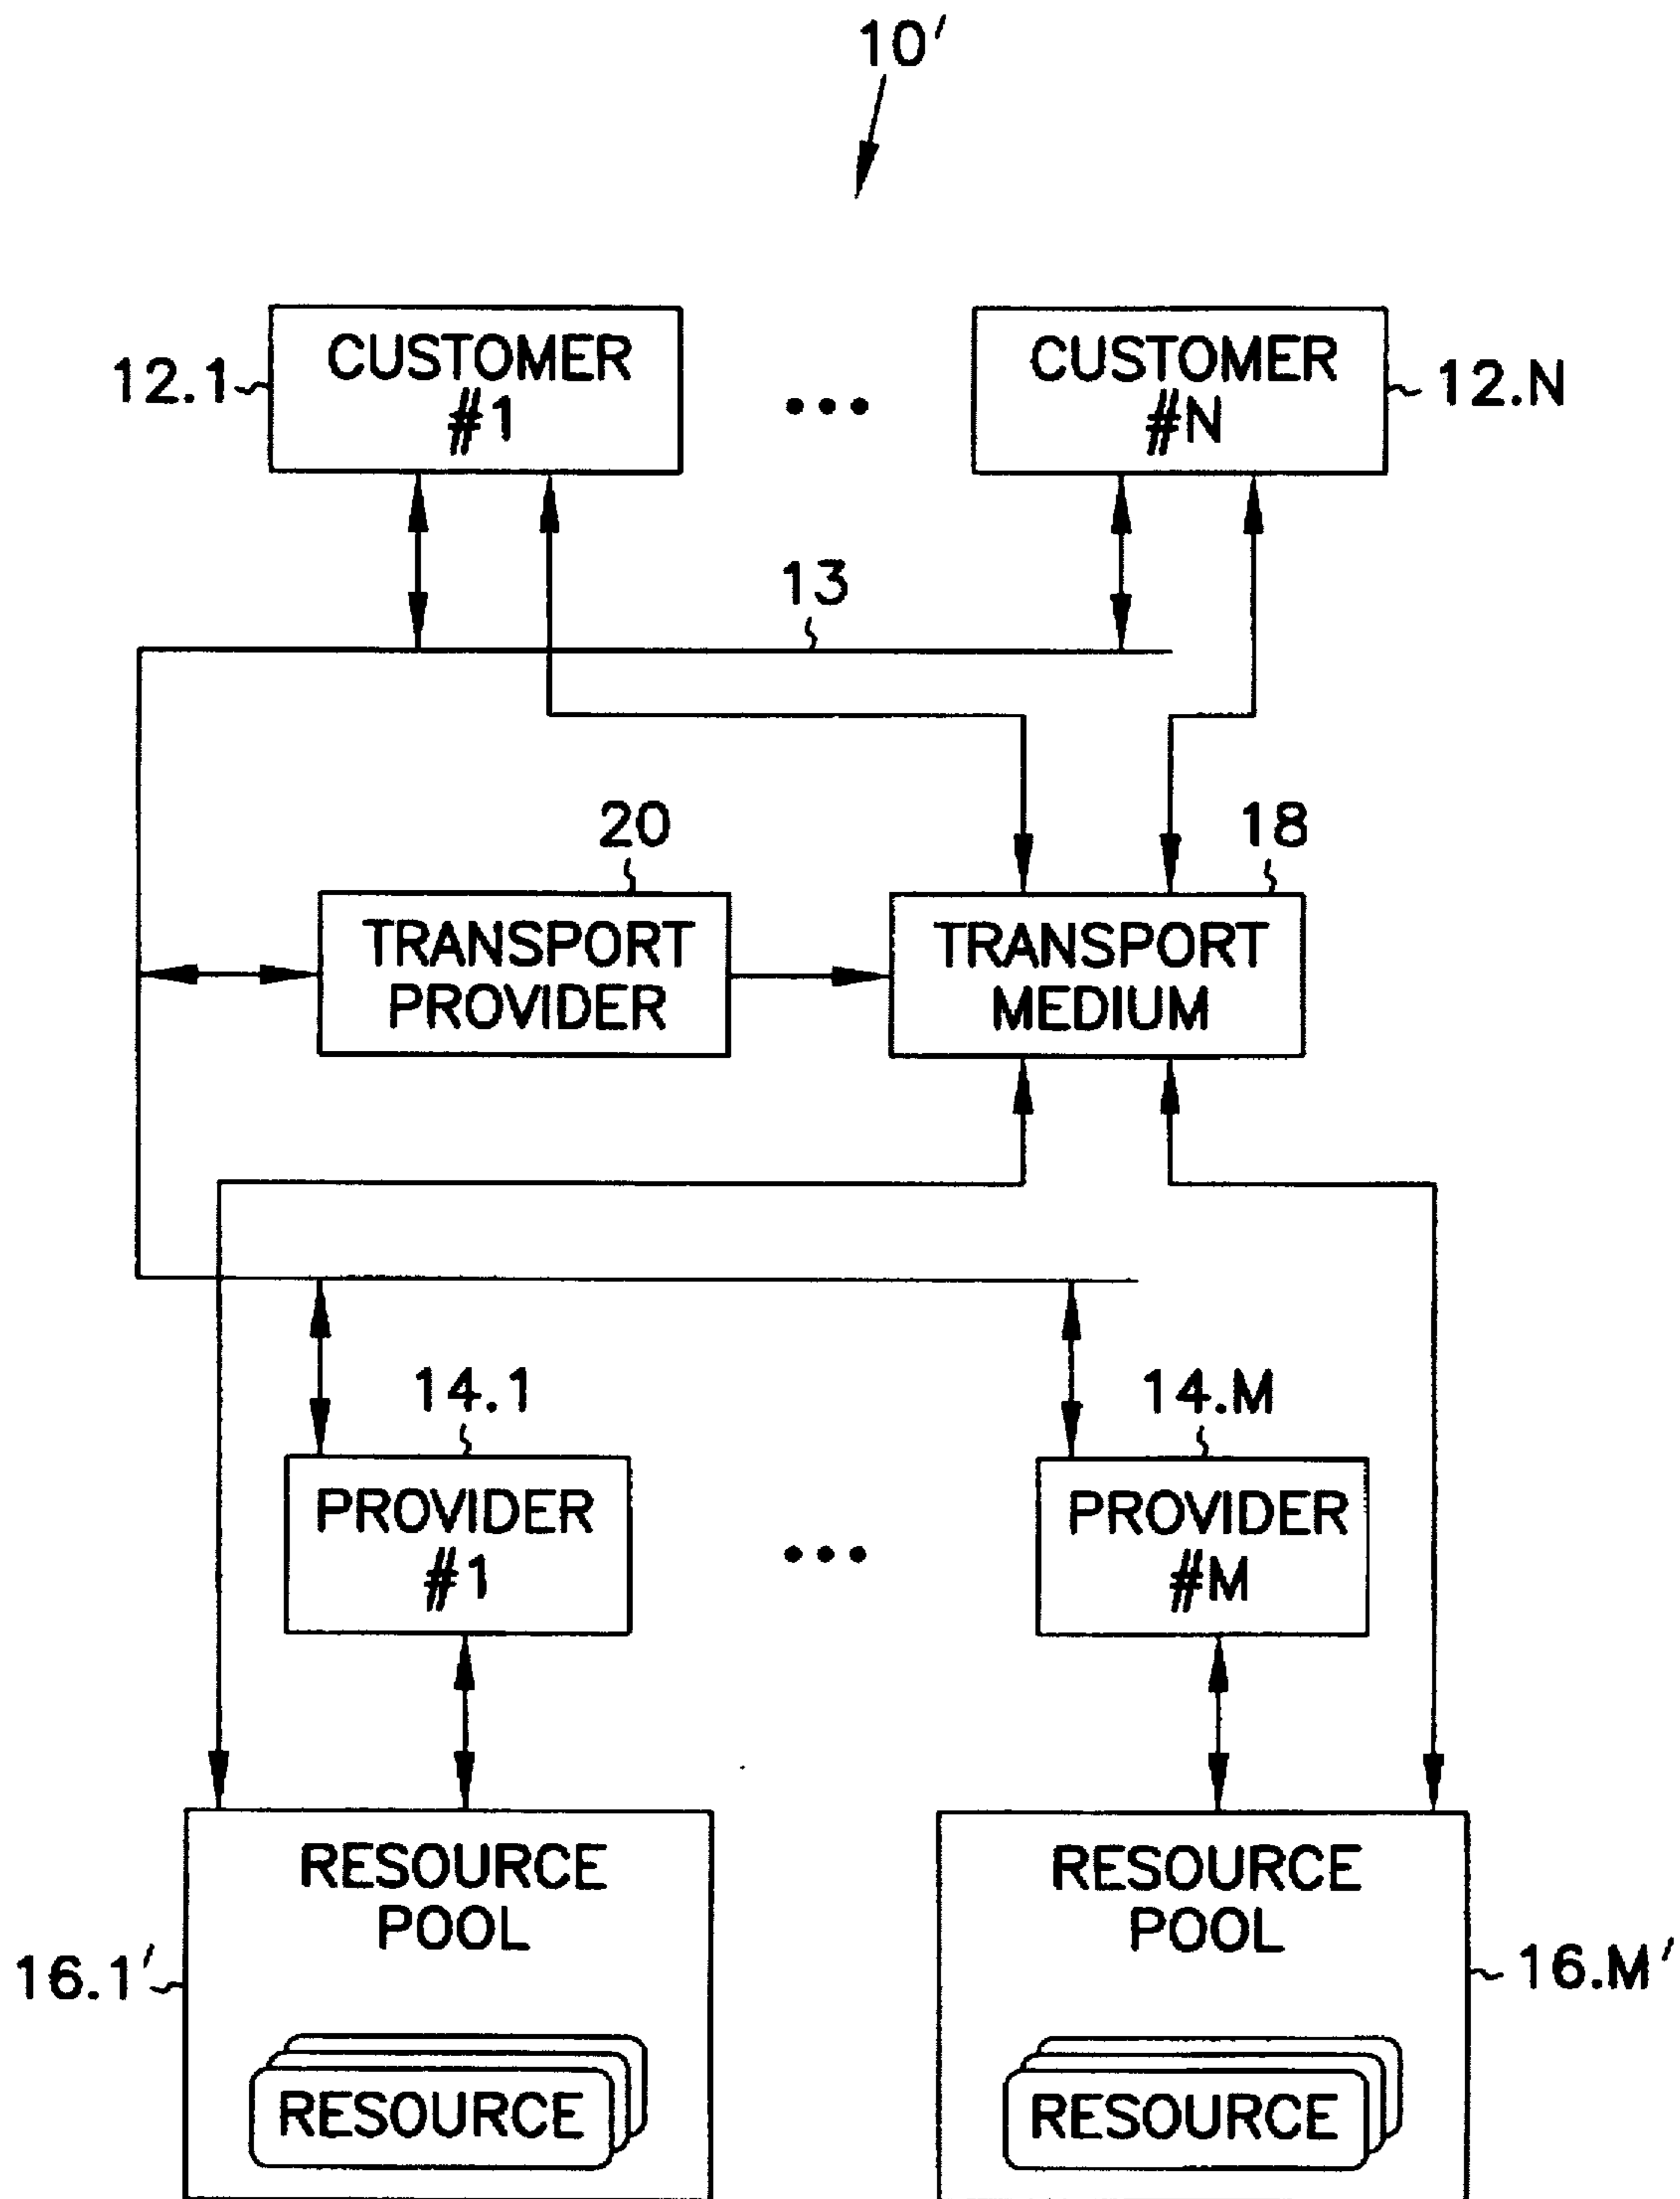 10'
CUSTOMER
#1
12.1
...
CUSTOMER
#N
12.N
13
20
18
TRANSPORT
PROVIDER
TRANSPORT
MEDIUM
14.1
14.M
PROVIDER
#1
...
PROVIDER
#M
RESOURCE
POOL
RESOURCE
POOL
16.1'
16.M'
RESOURCE
RESOURCE